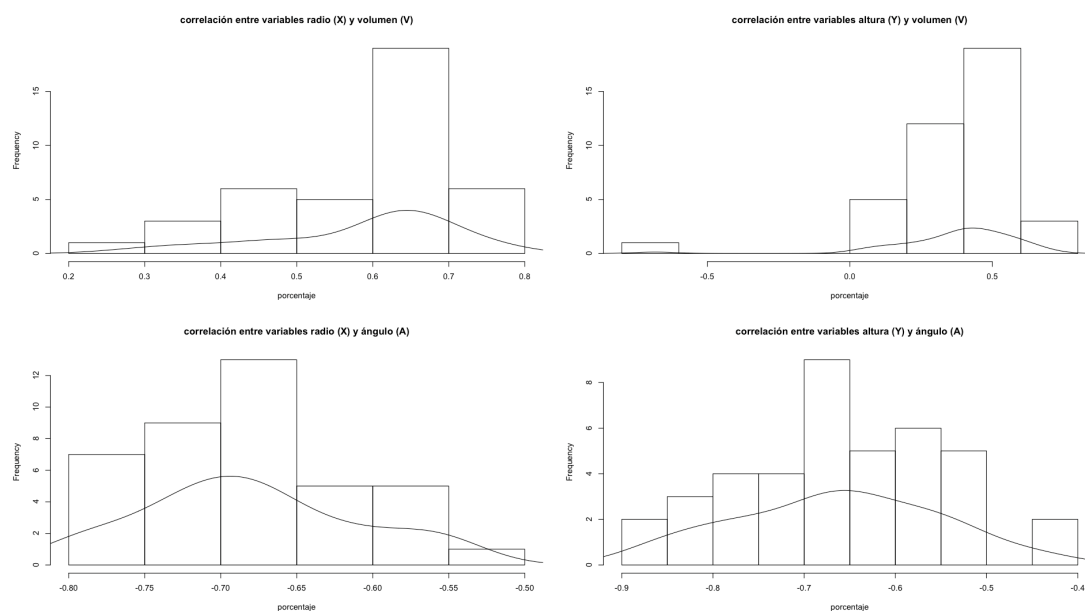 correlación entre variables radio (X) y volumen (V)
Frequency
15
10
5
0
0.2 0.3 0.4 0.5 0.6 0.7 0.8
porcentaje
correlación entre variables altura (Y) y volumen (V)
Frequency
15
10
5
0
-0.5 0.0 0.5
porcentaje
correlación entre variables radio (X) y ángulo (A)
Frequency
12
10
8
6
4
2
0
-0.80 -0.75 -0.70 -0.65 -0.60 -0.55 -0.50
porcentaje
correlación entre variables altura (Y) y ángulo (A)
Frequency
8
6
4
2
0
-0.9 -0.8 -0.7 -0.6 -0.5 -0.4
porcentaje